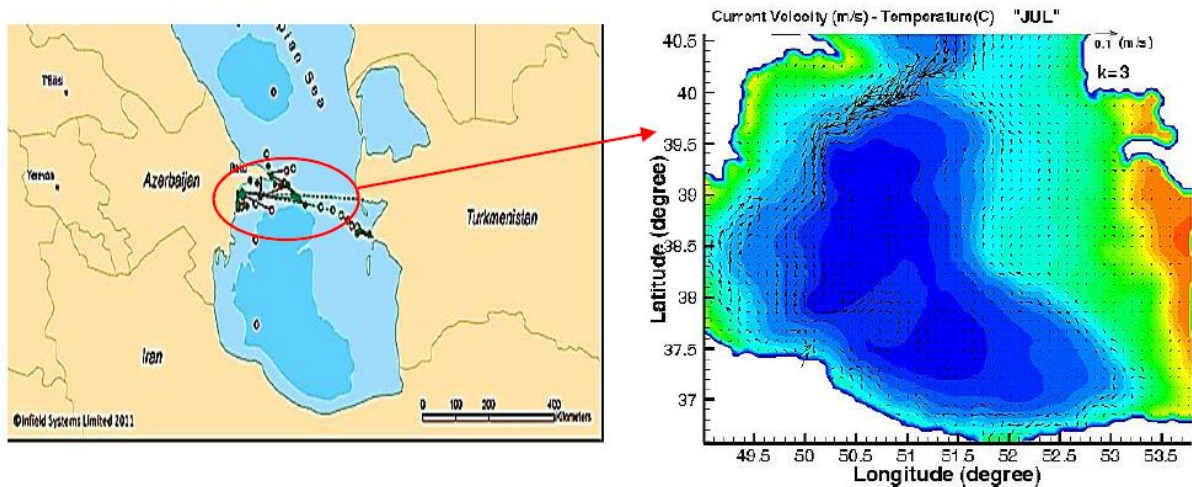 pian Sea
Tbilisi
Yerevan
Azerbaijan
Baku
Turkmenistan
Iran
©Infield Systems Limited 2011
0 100 200 400
Kilometers
Current Velocity (m/s) - Temperature(C) "JUL"
0.1 (m/s)
k=3
40.5
40
39.5
39
38.5
38
37.5
37
Latitude (degree)
49.5 50 50.5 51 51.5 52 52.5 53 53.5
Longitude (degree)